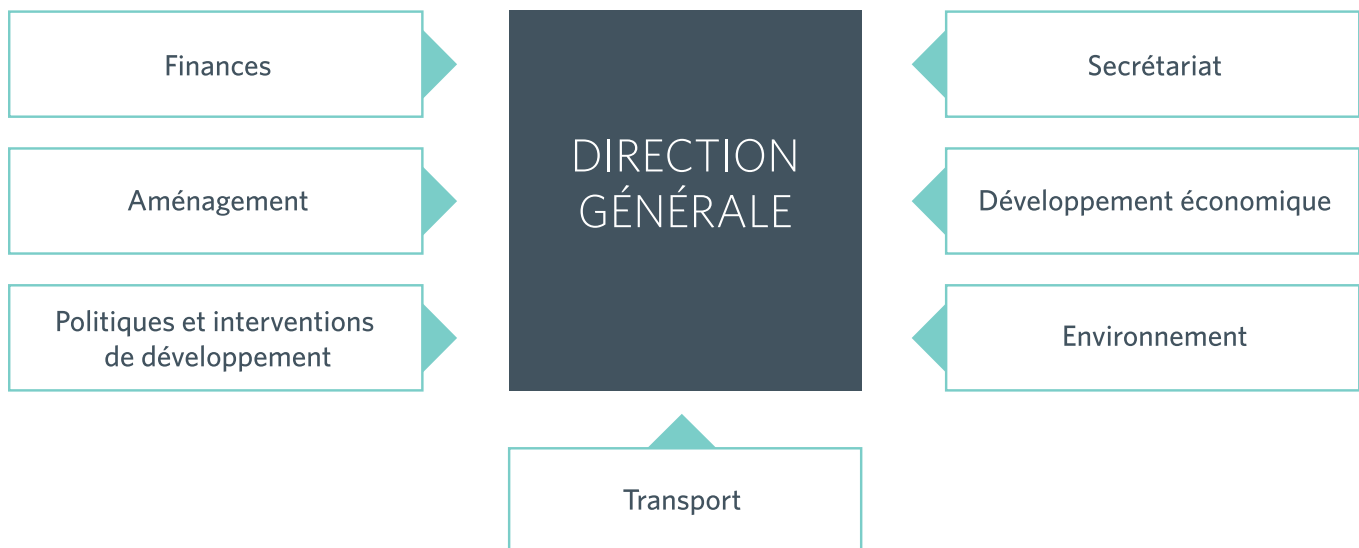 Finances
Aménagement
Politiques et interventions
de développement
DIRECTION
GÉNÉRALE
Secrétariat
Développement économique
Environnement
Transport